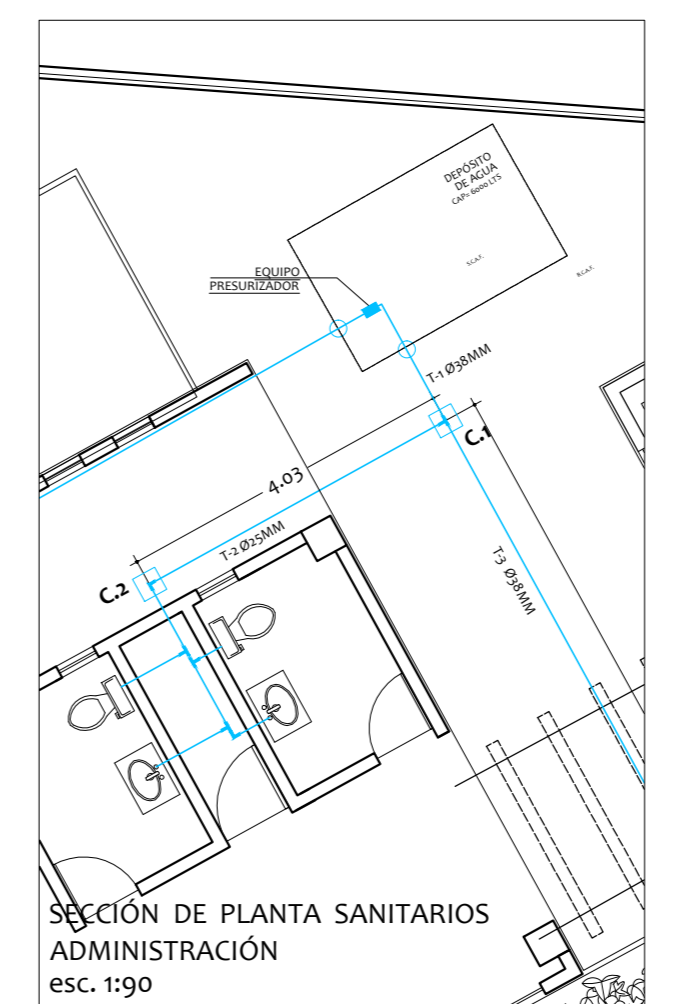 DEPÓSITO
DE AGUA
CAP= 6000 LTS
S.C.A.F.
R.C.A.F.
EQUIPO
PRESURIZADOR
T-1 Ø38MM
C.1
4.03
T-2 Ø25MM
C.2
T-3 Ø38MM
SECCIÓN DE PLANTA SANITARIOS
ADMINISTRACIÓN
esc. 1:90